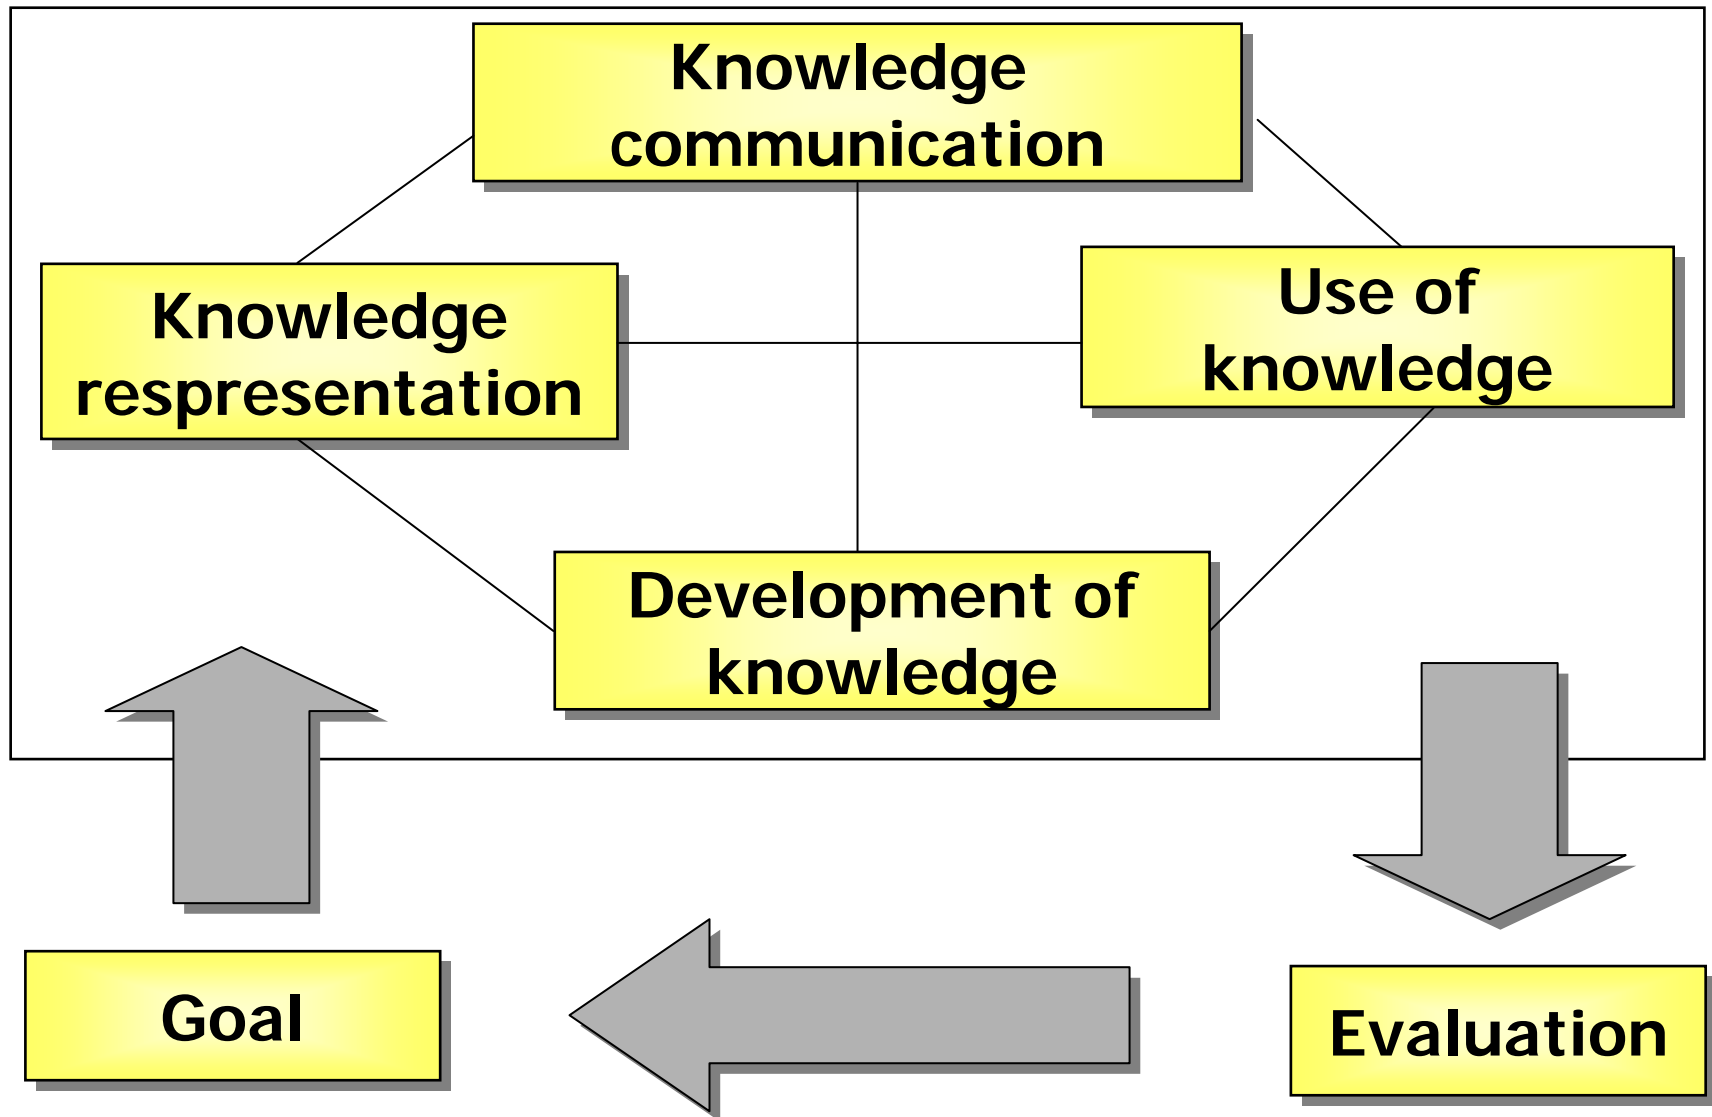 Knowledge
communication
Knowledge
respresentation
Use of
knowledge
Development of
knowledge
Goal
Evaluation